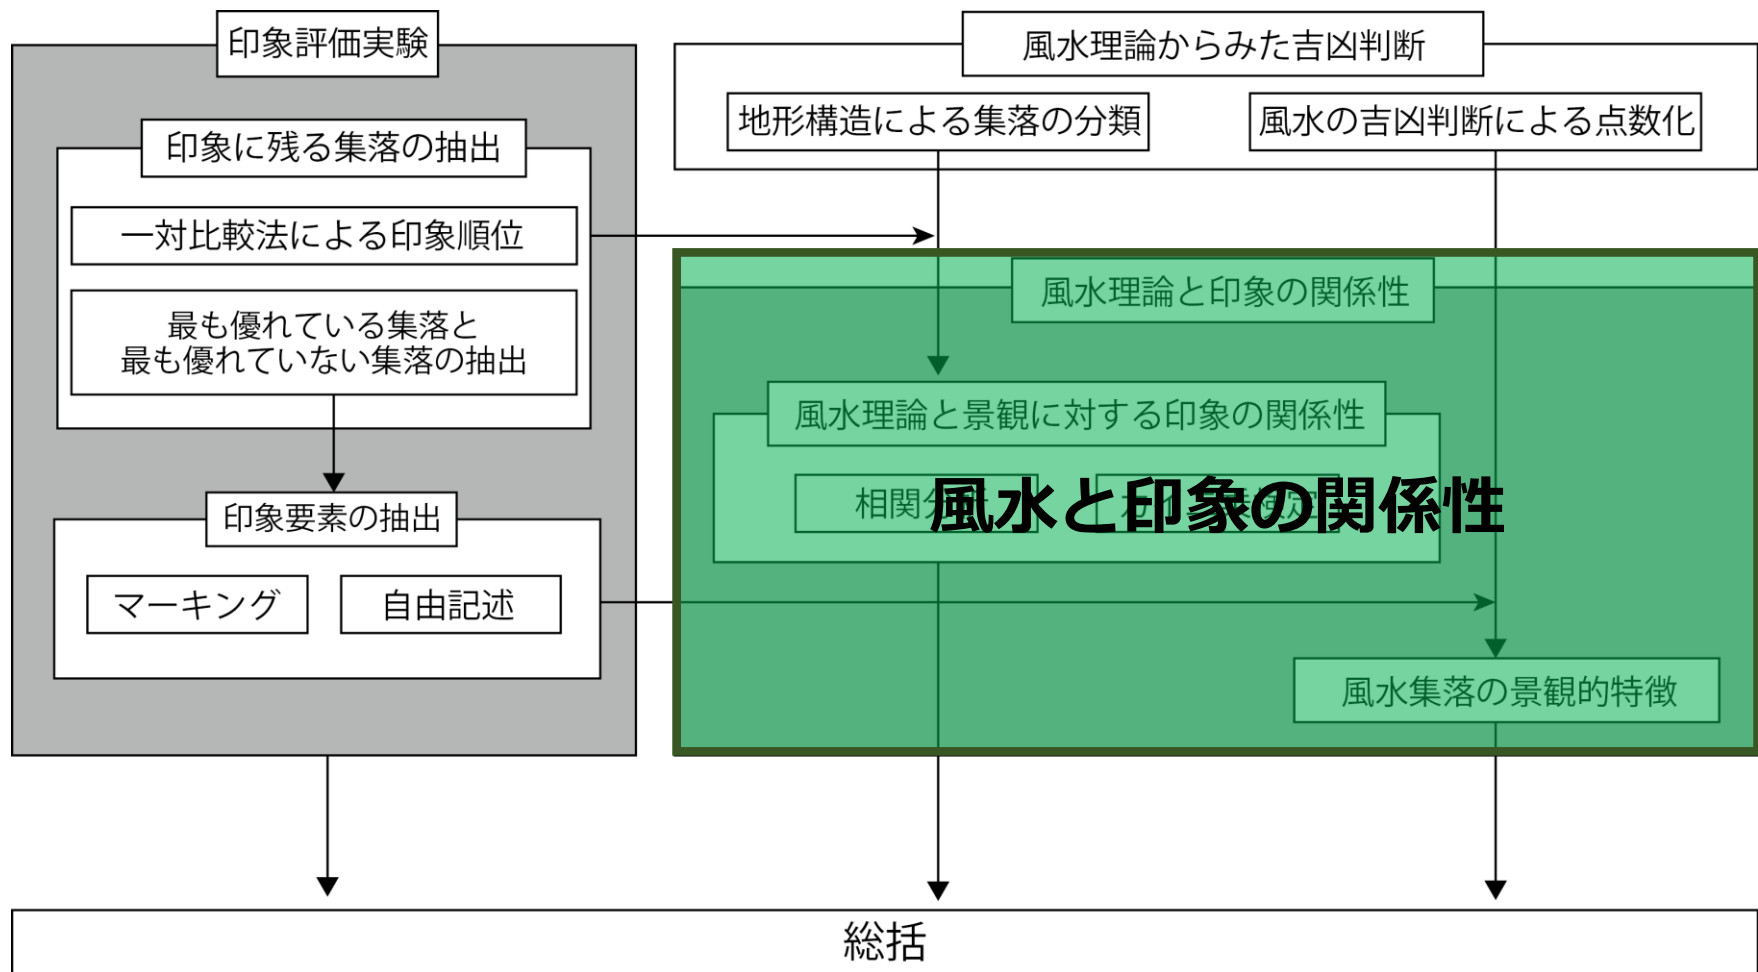 印象評価実験
印象に残る集落の抽出
一対比較法による印象順位
最も優れている集落と
最も優れていない集落の抽出
印象要素の抽出
マーキング
自由記述
風水理論からみた吉凶判断
地形構造による集落の分類
風水の吉凶判断による点数化
風水理論と印象の関係性
風水理論と景観に対する印象の関係性
相関分析
風水と印象の関係性
風水集落の景観的特徴
総括